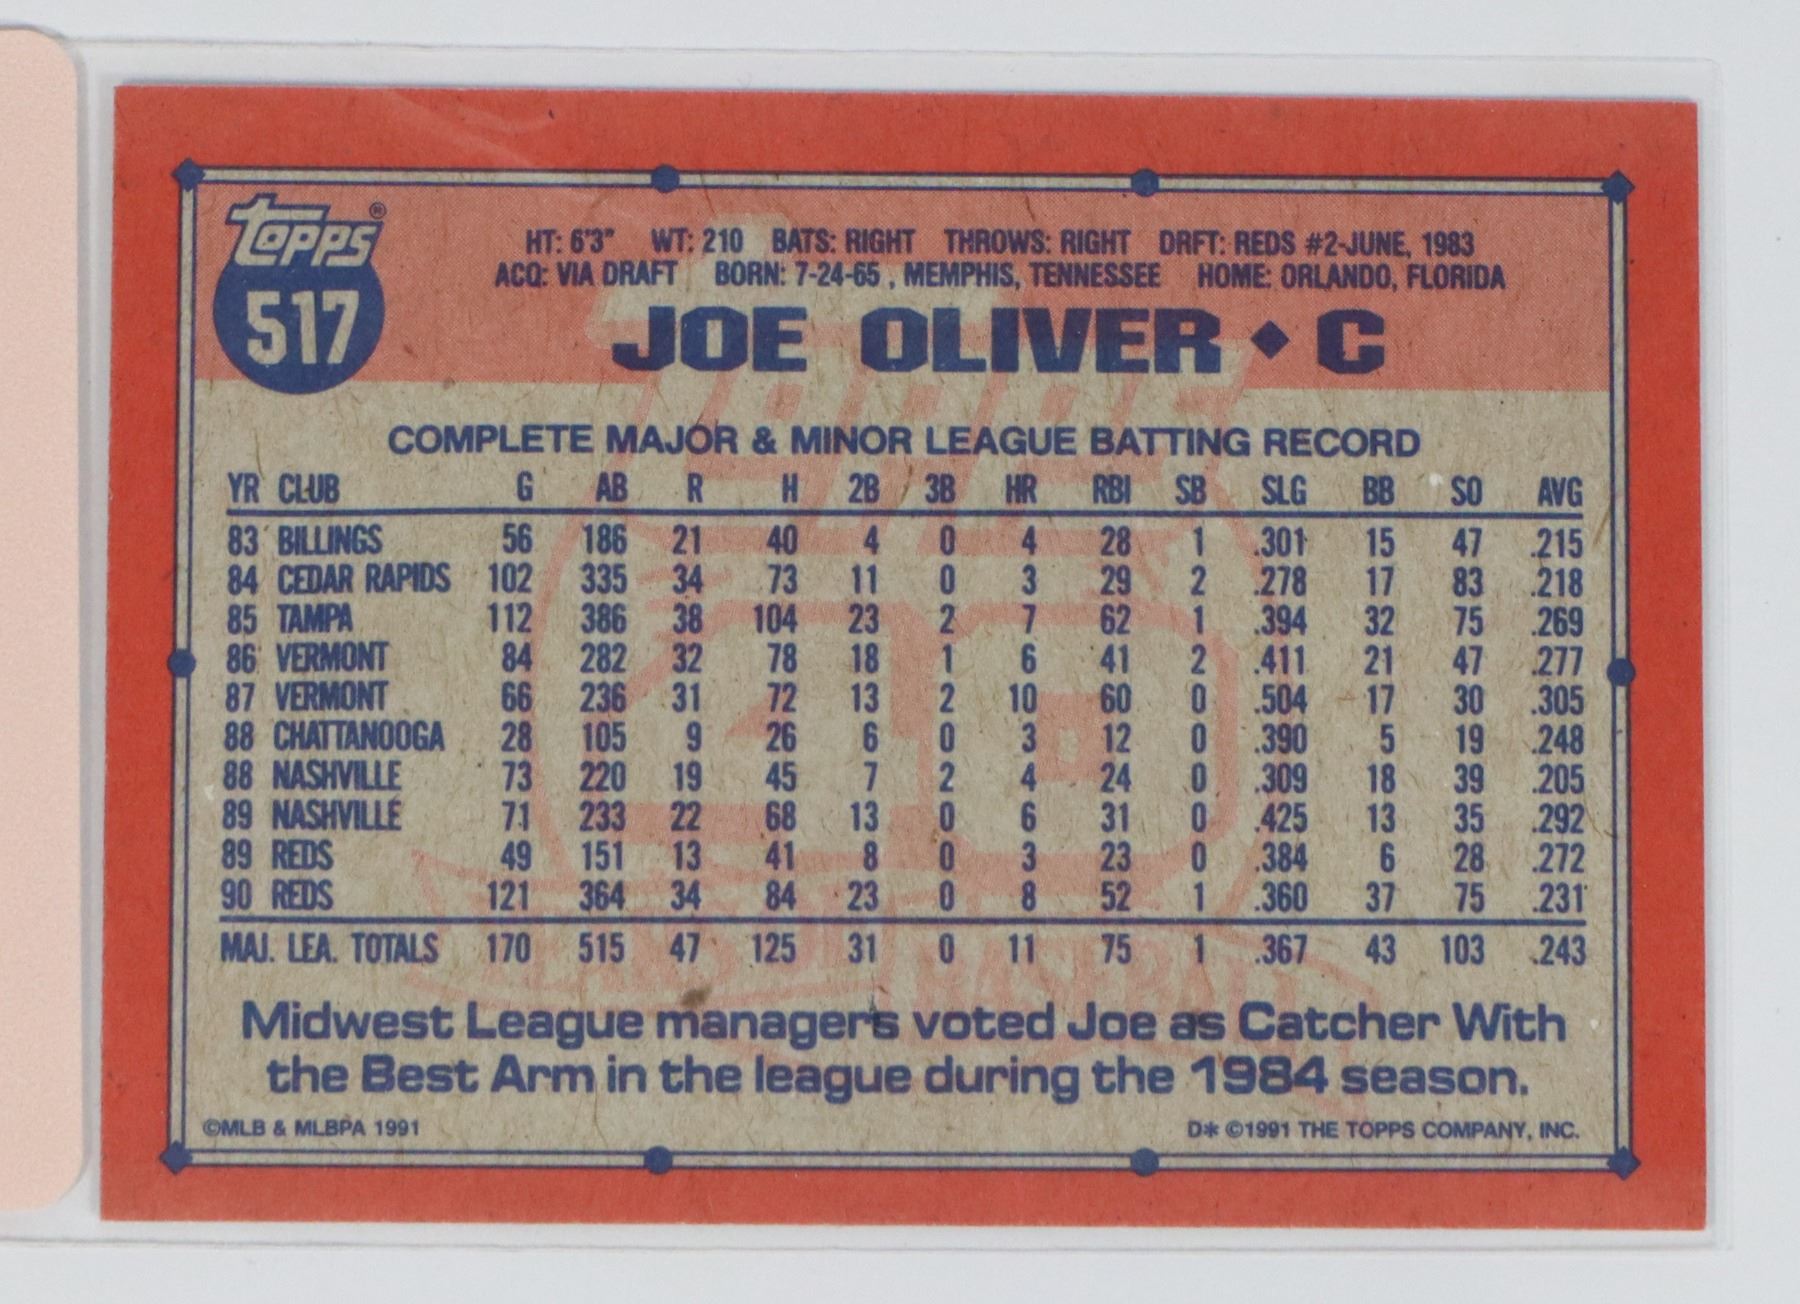 topps®
517
HT: 6'3" WT: 210 BATS: RIGHT THROWS: RIGHT DRFT: REDS #2-JUNE, 1983
ACQ: VIA DRAFT BORN: 7-24-65, MEMPHIS, TENNESSEE HOME: ORLANDO, FLORIDA
JOE OLIVER ◆ C
COMPLETE MAJOR & MINOR LEAGUE BATTING RECORD
YR CLUB G AB R H 2B 3B HR RBI SB SLG BB SO AVG
83 BILLINGS 56 186 21 40 4 0 4 28 1 .301 15 47 .215
84 CEDAR RAPIDS 102 335 34 73 11 0 3 29 2 .278 17 83 .218
85 TAMPA 112 386 38 104 23 2 7 62 1 .394 32 75 .269
86 VERMONT 84 282 32 78 18 1 6 41 2 .411 21 47 .277
87 VERMONT 66 236 31 72 13 2 10 60 0 .504 17 30 .305
88 CHATTANOOGA 28 105 9 26 6 0 3 12 0 .390 5 19 .248
88 NASHVILLE 73 220 19 45 7 2 4 24 0 .309 18 39 .205
89 NASHVILLE 71 233 22 68 13 0 6 31 0 .425 13 35 .292
89 REDS 49 151 13 41 8 0 3 23 0 .384 6 28 .272
90 REDS 121 364 34 84 23 0 8 52 1 .360 37 75 .231
MAJ. LEA. TOTALS 170 515 47 125 31 0 11 75 1 .367 43 103 .243
Midwest League managers voted Joe as Catcher With
the Best Arm in the league during the 1984 season.
©MLB & MLBPA 1991
D* ©1991 THE TOPPS COMPANY, INC.